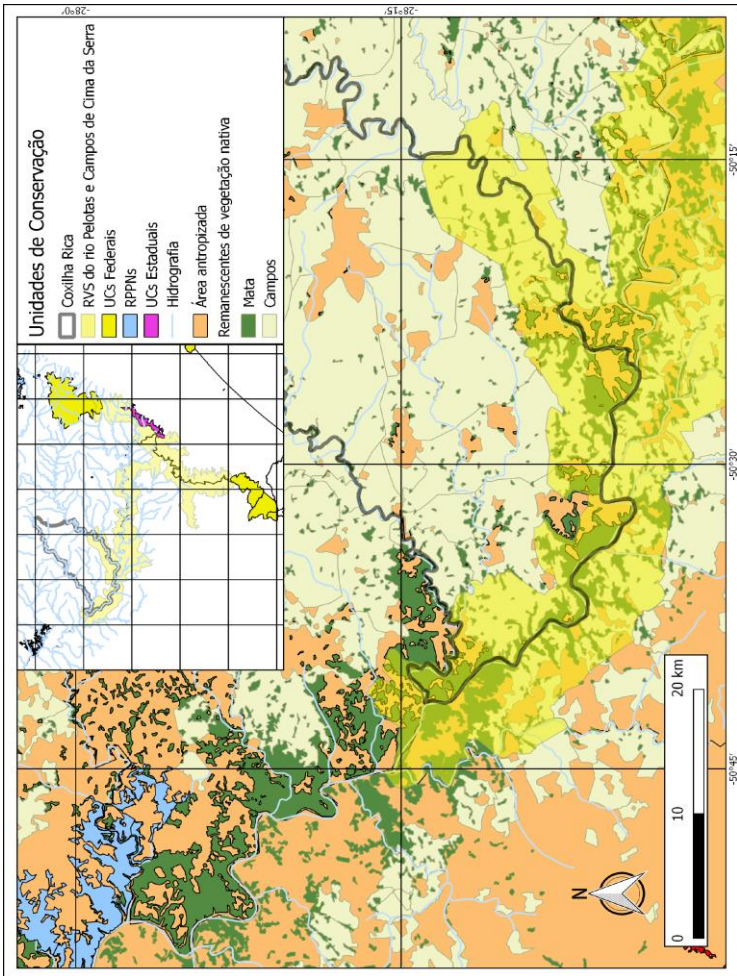 Unidades de Conservação
Coxilha Rica
RVS do rio Pelotas e Campos de Cima da Serra
UCs Federais
RPPNs
UCs Estaduais
Hidrografia
Área antropizada
Remanescentes de vegetação nativa
Mata
Campos
-28°0'
-28°15'
-50°45'
-50°30'
-50°15'
N
0
10
20 km